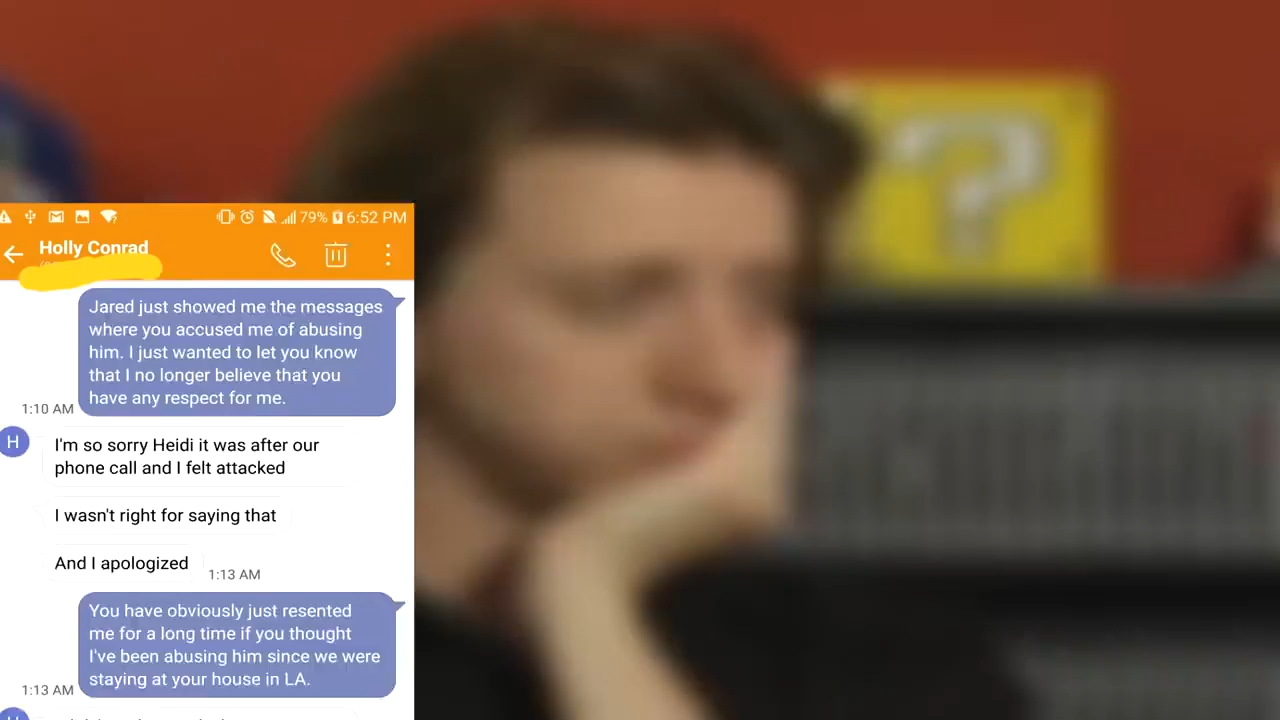 79% 6:52 PM
Holly Conrad
Jared just showed me the messages
where you accused me of abusing
him. I just wanted to let you know
that I no longer believe that you
have any respect for me.
1:10 AM
H
I'm so sorry Heidi it was after our
phone call and I felt attacked
I wasn't right for saying that
And I apologized
1:13 AM
You have obviously just resented
me for a long time if you thought
I've been abusing him since we were
staying at your house in LA.
1:13 AM
?